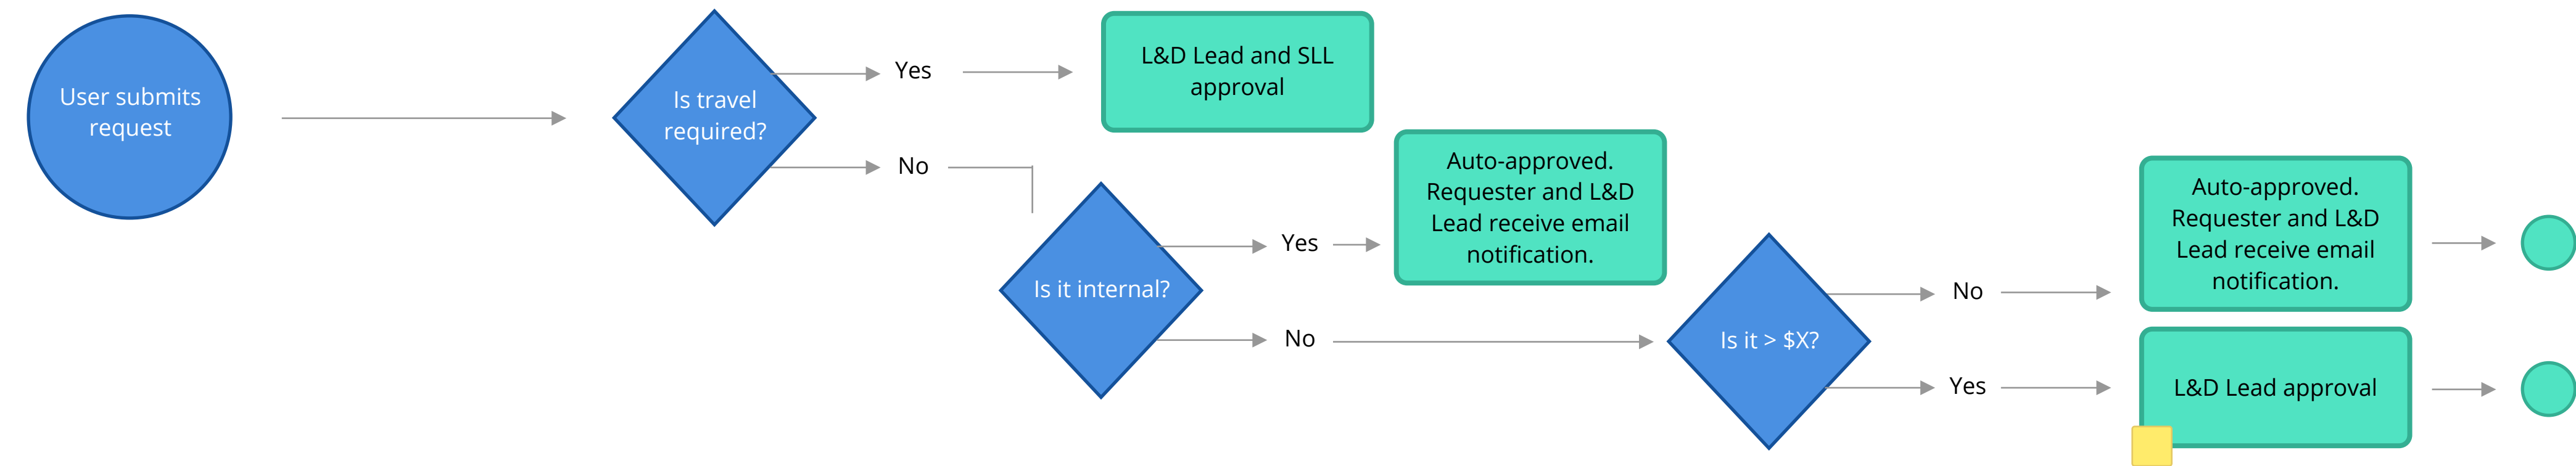 User submits
request
Is travel
required?
Yes
No
L&D Lead and SLL
approval
Is it internal?
Yes
No
Auto-approved.
Requester and L&D
Lead receive email
notification.
Is it > $X?
No
Yes
Auto-approved.
Requester and L&D
Lead receive email
notification.
L&D Lead approval